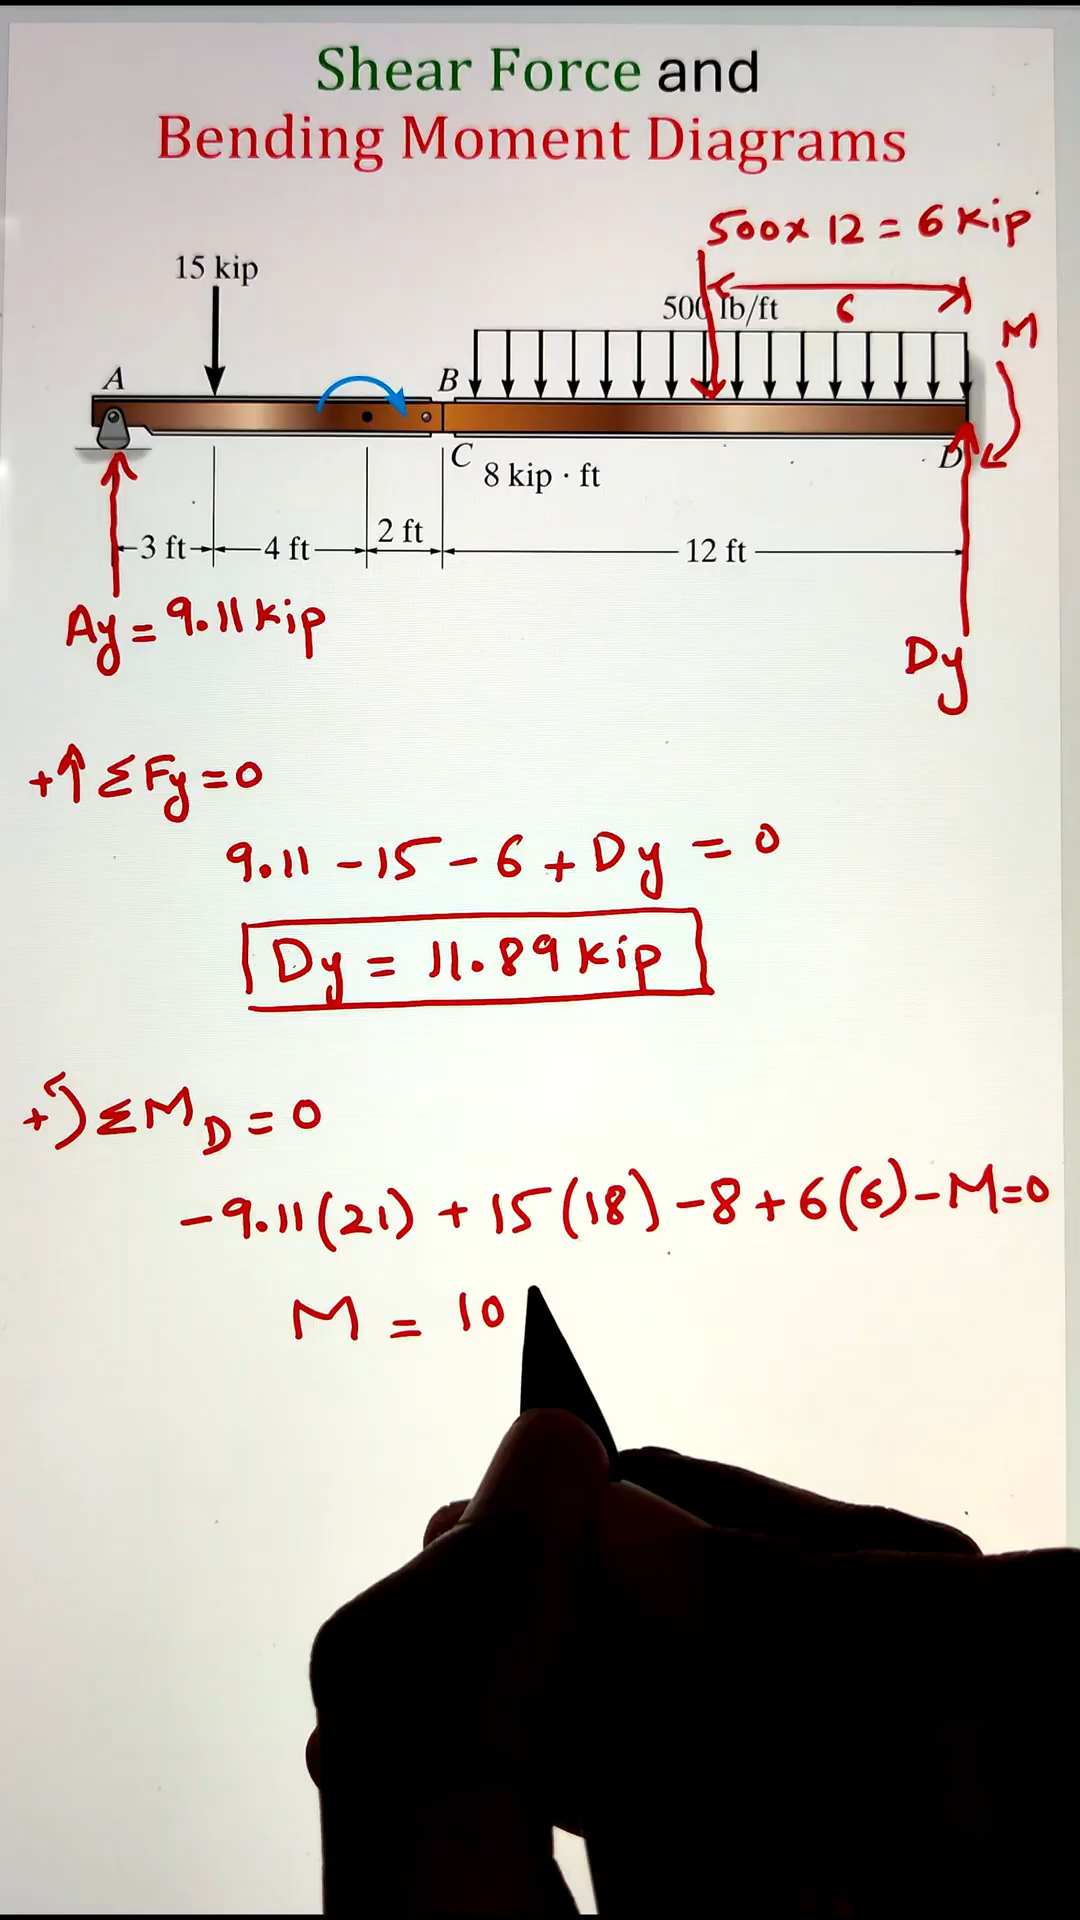 Shear Force and
Bending Moment Diagrams
500 x 12 = 6 Kip
15 kip
500 lb/ft
6
M
A
B
C
D
8 kip · ft
3 ft
4 ft
2 ft
12 ft
Ay = 9.11 kip
Dy
+↑ ΣFy = 0
9.11 - 15 - 6 + Dy = 0
Dy = 11.89 kip
+↺ ΣM_D = 0
-9.11(21) + 15(18) - 8 + 6(6) - M = 0
M = 10